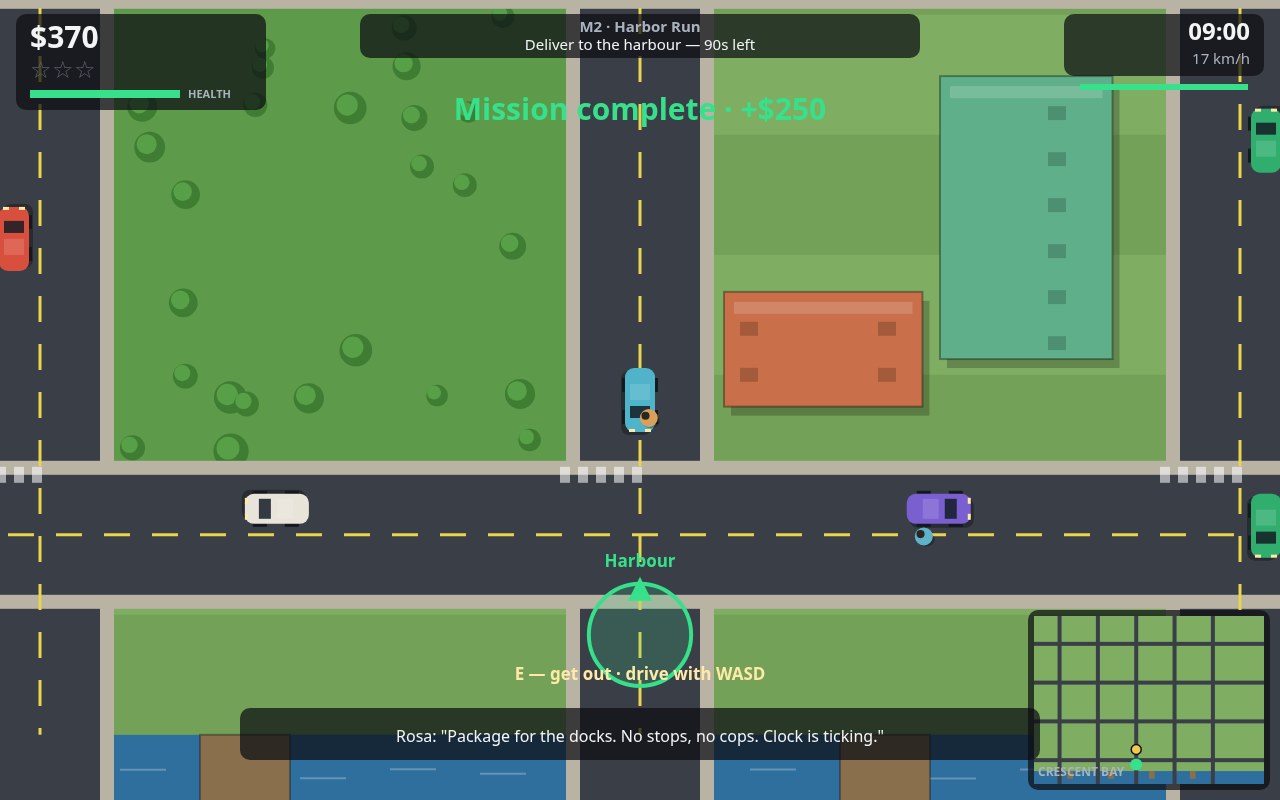 $370
☆☆☆
HEALTH
M2 · Harbor Run
Deliver to the harbour — 90s left
09:00
17 km/h
Mission complete · +$250
Harbour
E — get out · drive with WASD
Rosa: "Package for the docks. No stops, no cops. Clock is ticking."
CRESCENT BAY